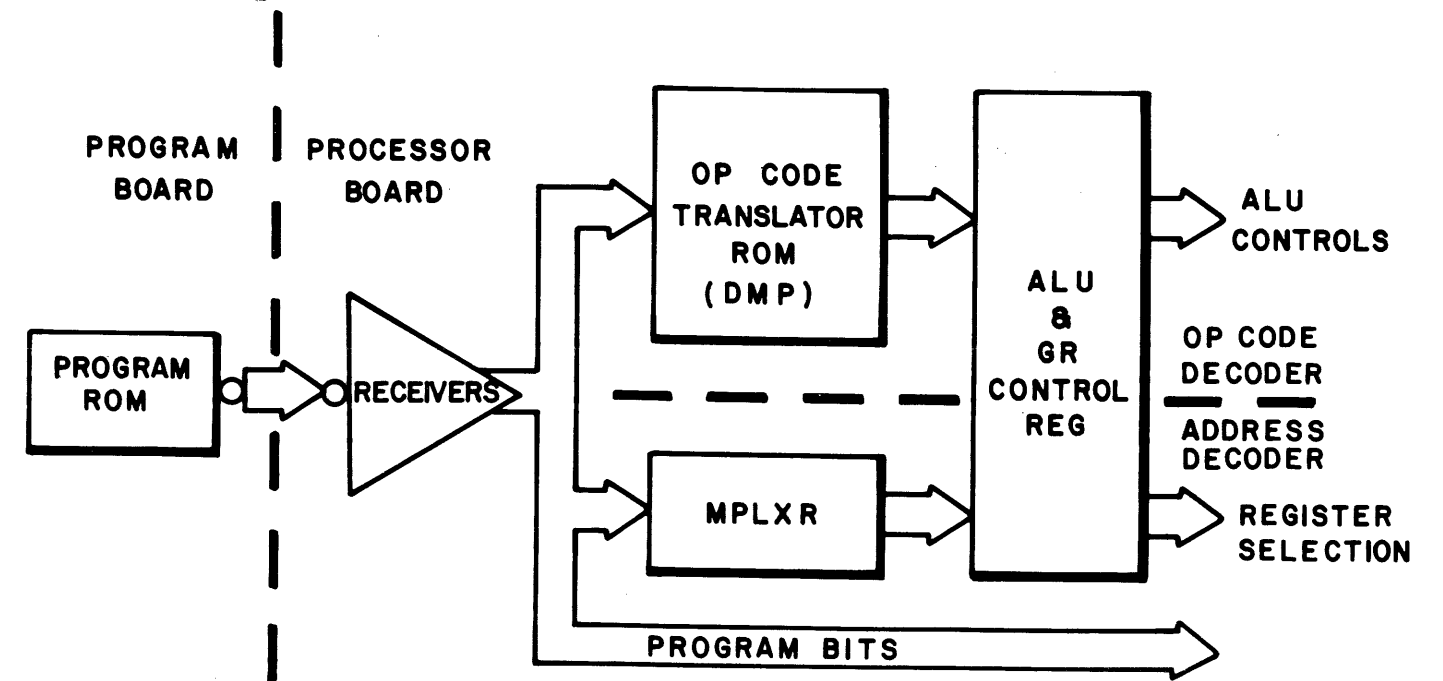 PROGRAM
BOARD
PROCESSOR
BOARD
PROGRAM
ROM
RECEIVERS
OP CODE
TRANSLATOR
ROM
(DMP)
MPLXR
ALU
&
GR
CONTROL
REG
ALU
CONTROLS
OP CODE
DECODER
ADDRESS
DECODER
REGISTER
SELECTION
PROGRAM BITS